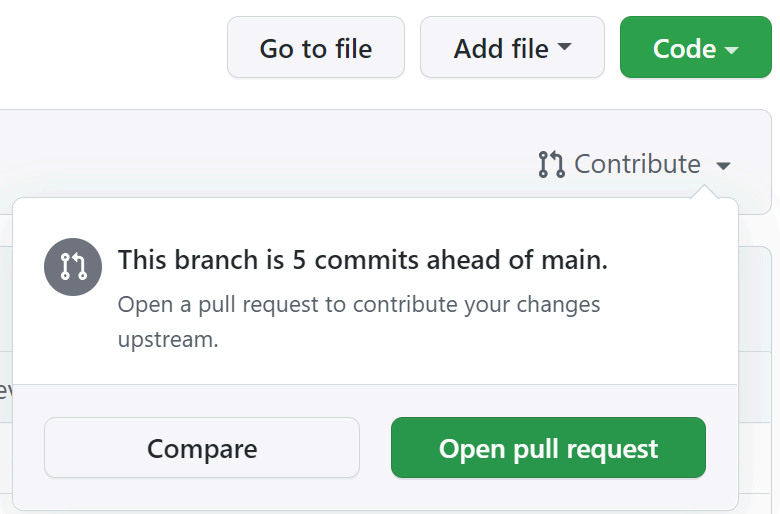 Go to file
Add file
Code
Contribute
This branch is 5 commits ahead of main.
Open a pull request to contribute your changes
upstream.
Compare
Open pull request